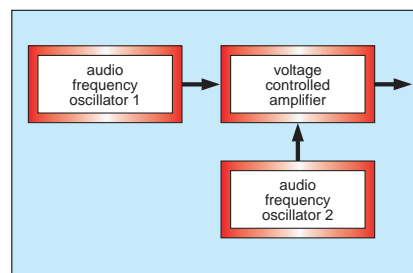 audio
frequency
oscillator 1
voltage
controlled
amplifier
audio
frequency
oscillator 2